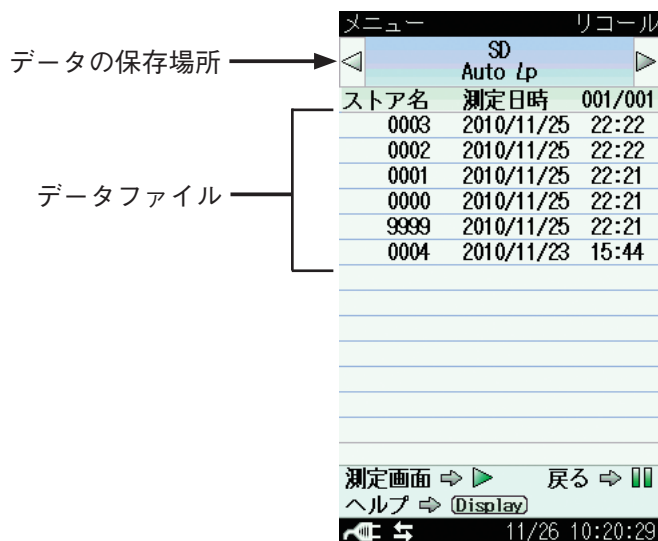 メニュー リコール
データの保存場所
SD
Auto Lp
ストア名 測定日時 001/001
データファイル
0003 2010/11/25 22:22
0002 2010/11/25 22:22
0001 2010/11/25 22:21
0000 2010/11/25 22:21
9999 2010/11/25 22:21
0004 2010/11/23 15:44
測定画面 ⇨ ▶ 戻る ⇨ ▮▮
ヘルプ ⇨ Display
11/26 10:20:29